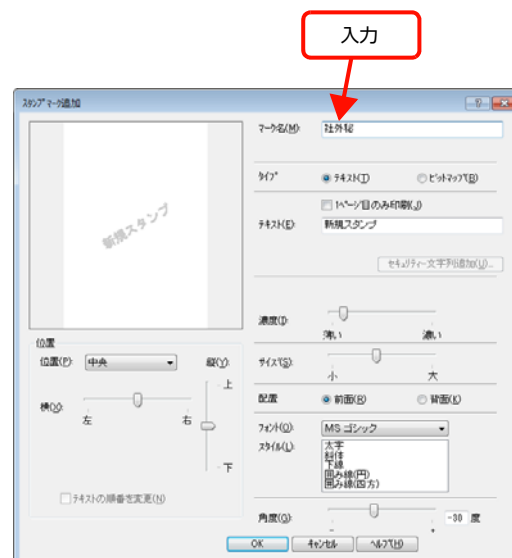 入力
スタンプマーク追加
マーク名(M):
社外秘
タイプ
テキスト(T)
ビットマップ(B)
1ページ目のみ印刷(J)
テキスト(E):
新規スタンプ
セキュリティー文字列追加(U)...
新規スタンプ
濃度(I):
薄い
濃い
位置
位置(P):
中央
縦(Y):
サイズ(S):
小
大
上
横(X):
左
右
下
配置
前面(R)
背面(K)
フォント(O):
MS ゴシック
スタイル(L):
太字
斜体
下線
囲み線(円)
囲み線(四方)
テキストの順番を変更(N)
角度(G):
-
+
-30 度
OK
キャンセル
ヘルプ(H)